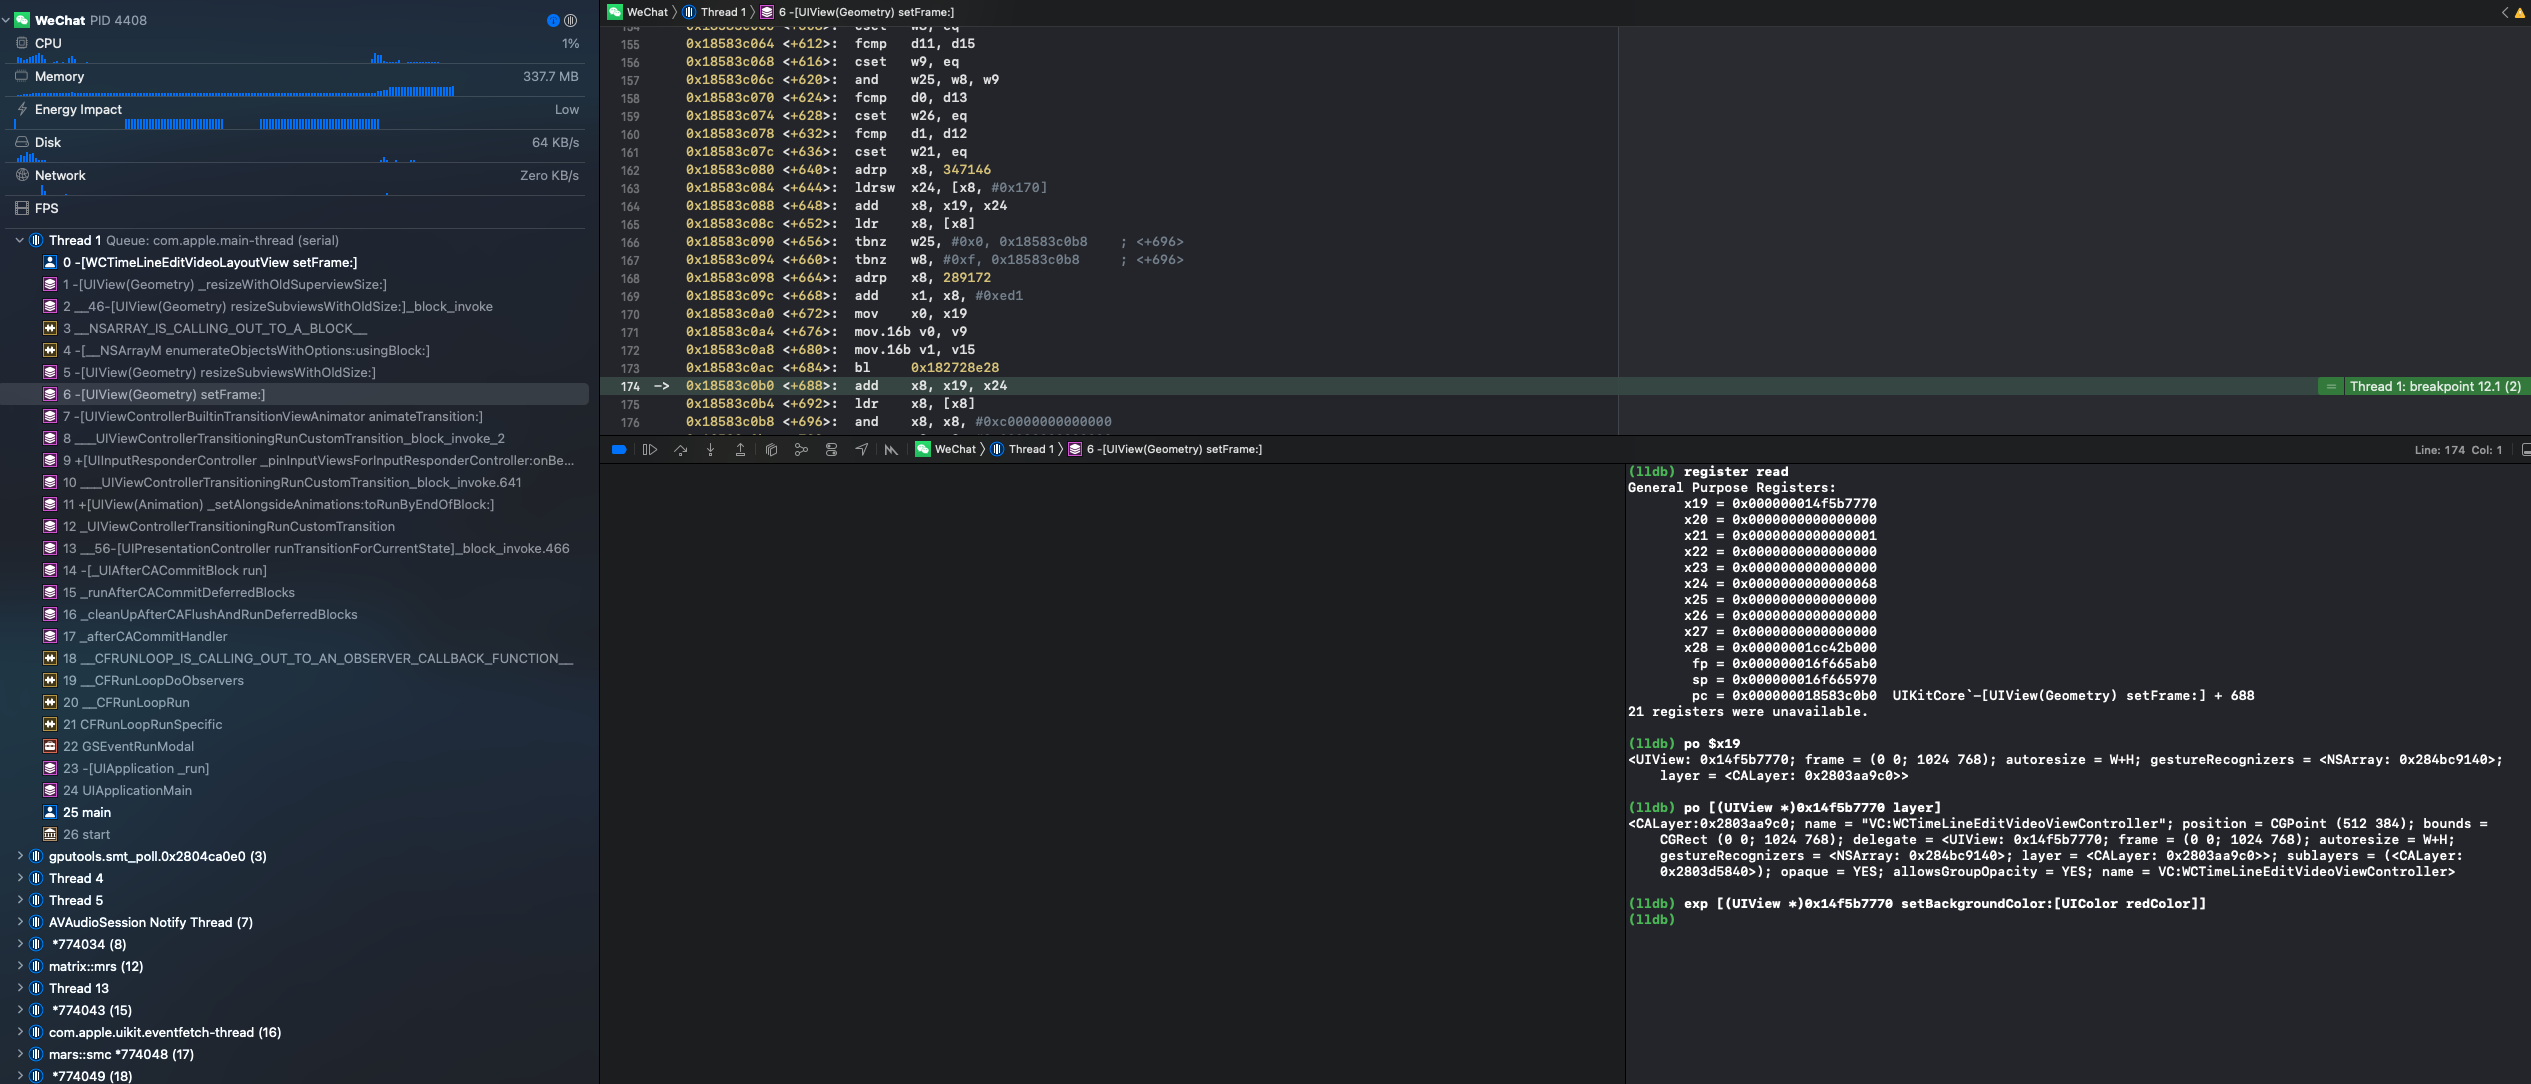 WeChat PID 4408
CPU 1%
Memory 337.7 MB
Energy Impact Low
Disk 64 KB/s
Network Zero KB/s
FPS
Thread 1 Queue: com.apple.main-thread (serial)
0 -[WCTimeLineEditVideoLayoutView setFrame:]
1 -[UIView(Geometry) _resizeWithOldSuperviewSize:]
2 __46-[UIView(Geometry) resizeSubviewsWithOldSize:]_block_invoke
3 __NSARRAY_IS_CALLING_OUT_TO_A_BLOCK__
4 -[__NSArrayM enumerateObjectsWithOptions:usingBlock:]
5 -[UIView(Geometry) resizeSubviewsWithOldSize:]
6 -[UIView(Geometry) setFrame:]
7 -[UIViewControllerBuiltinTransitionViewAnimator animateTransition:]
8 ___UIViewControllerTransitioningRunCustomTransition_block_invoke_2
9 +[UIInputResponderController _pinInputViewsForInputResponderController:onBe...
10 ___UIViewControllerTransitioningRunCustomTransition_block_invoke.641
11 +[UIView(Animation) _setAlongsideAnimations:toRunByEndOfBlock:]
12 _UIViewControllerTransitioningRunCustomTransition
13 __56-[UIPresentationController runTransitionForCurrentState]_block_invoke.466
14 -[_UIAfterCACommitBlock run]
15 _runAfterCACommitDeferredBlocks
16 _cleanUpAfterCAFlushAndRunDeferredBlocks
17 _afterCACommitHandler
18 __CFRUNLOOP_IS_CALLING_OUT_TO_AN_OBSERVER_CALLBACK_FUNCTION__
19 __CFRunLoopDoObservers
20 __CFRunLoopRun
21 CFRunLoopRunSpecific
22 GSEventRunModal
23 -[UIApplication _run]
24 UIApplicationMain
25 main
26 start
gputools.smt_poll.0x2804ca0e0 (3)
Thread 4
Thread 5
AVAudioSession Notify Thread (7)
*774034 (8)
matrix::mrs (12)
Thread 13
*774043 (15)
com.apple.uikit.eventfetch-thread (16)
mars::smc *774048 (17)
*774049 (18)
WeChat Thread 1 6 -[UIView(Geometry) setFrame:]
155 0x18583c064 <+612>: fcmp d11, d15
156 0x18583c068 <+616>: cset w9, eq
157 0x18583c06c <+620>: and w25, w8, w9
158 0x18583c070 <+624>: fcmp d0, d13
159 0x18583c074 <+628>: cset w26, eq
160 0x18583c078 <+632>: fcmp d1, d12
161 0x18583c07c <+636>: cset w21, eq
162 0x18583c080 <+640>: adrp x8, 347146
163 0x18583c084 <+644>: ldrsw x24, [x8, #0x170]
164 0x18583c088 <+648>: add x8, x19, x24
165 0x18583c08c <+652>: ldr x8, [x8]
166 0x18583c090 <+656>: tbnz w25, #0x0, 0x18583c0b8 ; <+696>
167 0x18583c094 <+660>: tbnz w8, #0xf, 0x18583c0b8 ; <+696>
168 0x18583c098 <+664>: adrp x8, 289172
169 0x18583c09c <+668>: add x1, x8, #0xed1
170 0x18583c0a0 <+672>: mov x0, x19
171 0x18583c0a4 <+676>: mov.16b v0, v9
172 0x18583c0a8 <+680>: mov.16b v1, v15
173 0x18583c0ac <+684>: bl 0x182728e28
174 -> 0x18583c0b0 <+688>: add x8, x19, x24 = Thread 1: breakpoint 12.1 (2)
175 0x18583c0b4 <+692>: ldr x8, [x8]
176 0x18583c0b8 <+696>: and x8, x8, #0xc0000000000000
WeChat Thread 1 6 -[UIView(Geometry) setFrame:] Line: 174 Col: 1
(lldb) register read
General Purpose Registers:
x19 = 0x000000014f5b7770
x20 = 0x0000000000000000
x21 = 0x0000000000000001
x22 = 0x0000000000000000
x23 = 0x0000000000000000
x24 = 0x0000000000000068
x25 = 0x0000000000000000
x26 = 0x0000000000000000
x27 = 0x0000000000000000
x28 = 0x00000001cc42b000
fp = 0x000000016f665ab0
sp = 0x000000016f665970
pc = 0x000000018583c0b0 UIKitCore`-[UIView(Geometry) setFrame:] + 688
21 registers were unavailable.
(lldb) po $x19
<UIView: 0x14f5b7770; frame = (0 0; 1024 768); autoresize = W+H; gestureRecognizers = <NSArray: 0x284bc9140>;
layer = <CALayer: 0x2803aa9c0>>
(lldb) po [(UIView *)0x14f5b7770 layer]
<CALayer:0x2803aa9c0; name = "VC:WCTimeLineEditVideoViewController"; position = CGPoint (512 384); bounds =
CGRect (0 0; 1024 768); delegate = <UIView: 0x14f5b7770; frame = (0 0; 1024 768); autoresize = W+H;
gestureRecognizers = <NSArray: 0x284bc9140>; layer = <CALayer: 0x2803aa9c0>>; sublayers = (<CALayer:
0x2803d5840>); opaque = YES; allowsGroupOpacity = YES; name = VC:WCTimeLineEditVideoViewController>
(lldb) exp [(UIView *)0x14f5b7770 setBackgroundColor:[UIColor redColor]]
(lldb)